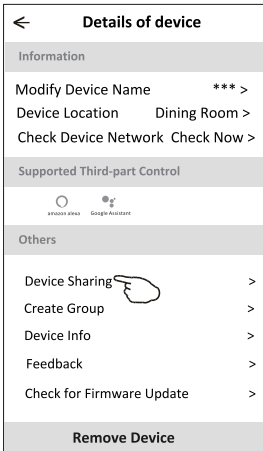 ← Details of device
Information
Modify Device Name *** >
Device Location Dining Room >
Check Device Network Check Now >
Supported Third-part Control
amazon alexa Google Assistant
Others
Device Sharing >
Create Group >
Device Info >
Feedback >
Check for Firmware Update >
Remove Device